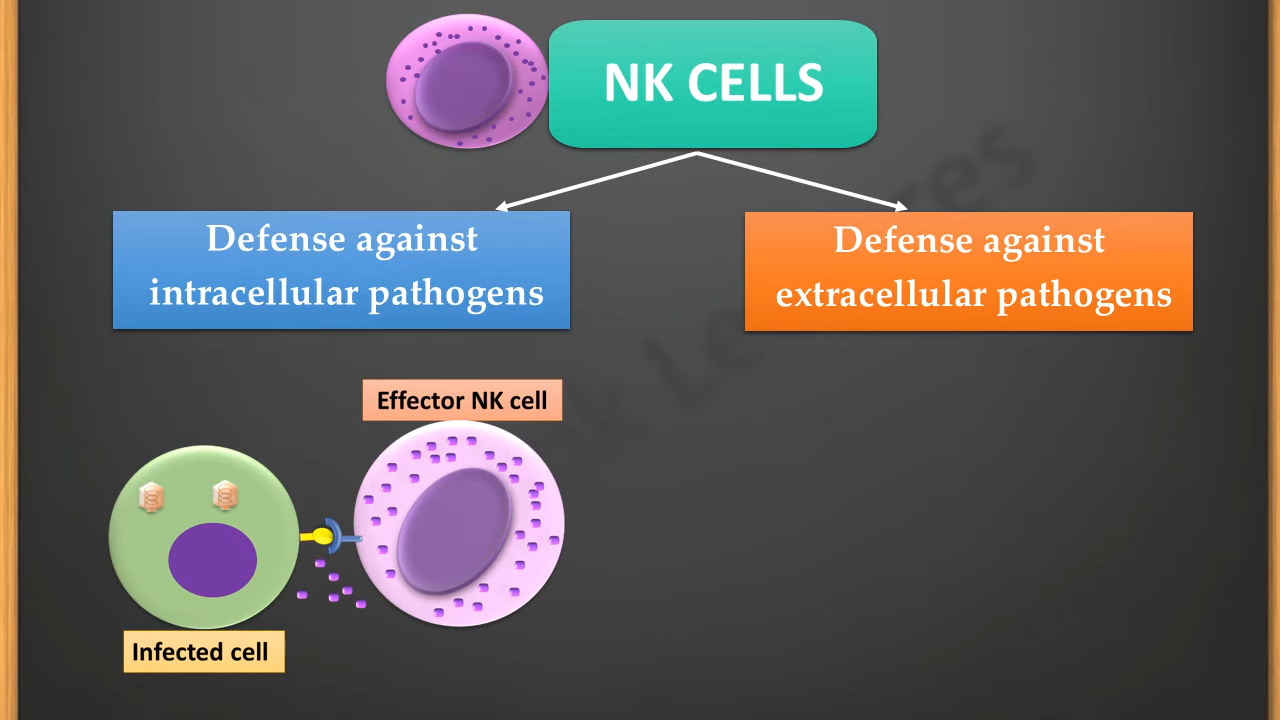 NK CELLS
Defense against
intracellular pathogens
Defense against
extracellular pathogens
Effector NK cell
Infected cell